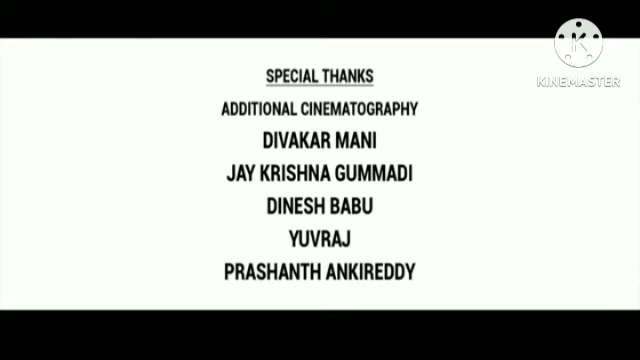 SPECIAL THANKS
ADDITIONAL CINEMATOGRAPHY
DIVAKAR MANI
JAY KRISHNA GUMMADI
DINESH BABU
YUVRAJ
PRASHANTH ANKIREDDY
K
KINEMASTER